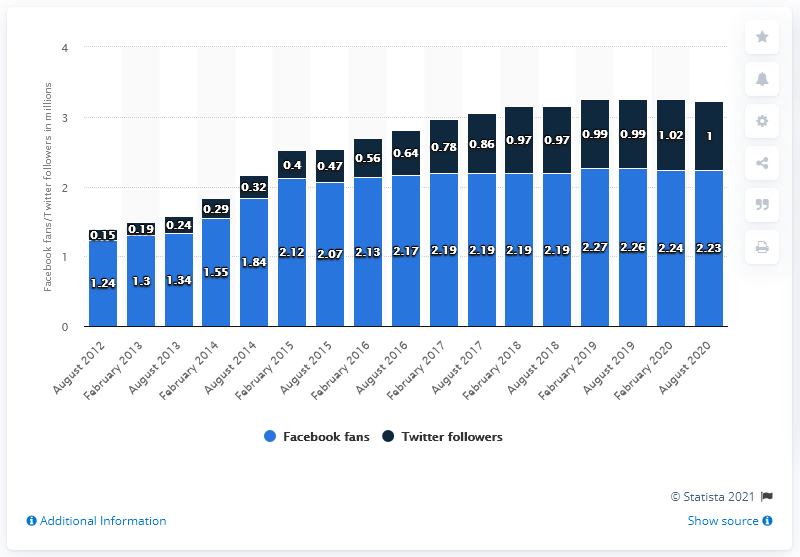 Facebook fans/Twitter followers in millions
4
3
2
1
0
0.15 0.19 0.24 0.29 0.32 0.4 0.47 0.56 0.64 0.78 0.86 0.97 0.97 0.99 0.99 1.02 1
1.24 1.3 1.34 1.55 1.84 2.12 2.07 2.13 2.17 2.19 2.19 2.19 2.19 2.27 2.26 2.24 2.23
August 2012
February 2013
August 2013
February 2014
August 2014
February 2015
August 2015
February 2016
August 2016
February 2017
August 2017
February 2018
August 2018
February 2019
August 2019
February 2020
August 2020
Facebook fans Twitter followers
© Statista 2021
Additional Information Show source